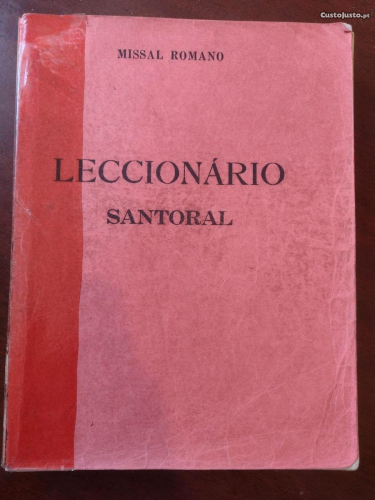 CustoJusto.pt
MISSAL ROMANO
LECCIONÁRIO
SANTORAL